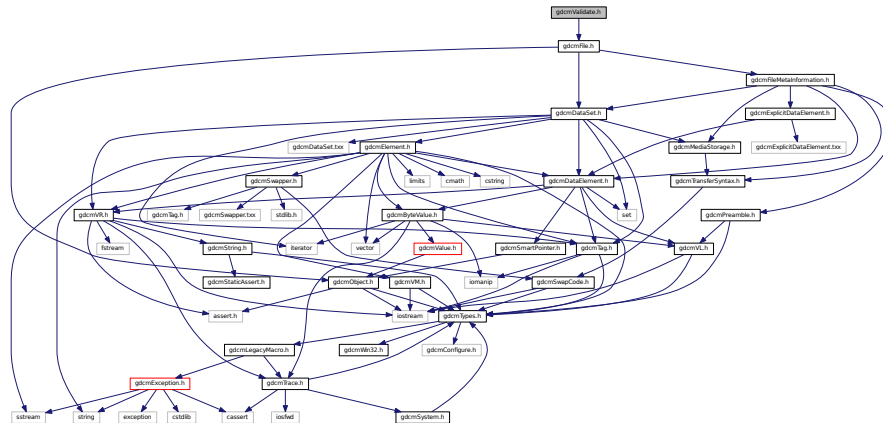 gdcmValidate.h
gdcmFile.h
gdcmFileMetaInformation.h
gdcmDataSet.h
gdcmExplicitDataElement.h
gdcmDataSet.txx
gdcmElement.h
gdcmMediaStorage.h
gdcmExplicitDataElement.txx
gdcmSwapper.h
limits
cmath
cstring
gdcmDataElement.h
gdcmTransferSyntax.h
gdcmVR.h
gdcmTag.h
gdcmSwapper.txx
stdlib.h
gdcmByteValue.h
set
gdcmPreamble.h
fstream
gdcmString.h
iterator
vector
gdcmValue.h
gdcmSmartPointer.h
gdcmTag.h
gdcmVL.h
gdcmStaticAssert.h
gdcmObject.h
gdcmVM.h
iomanip
gdcmSwapCode.h
assert.h
iostream
gdcmTypes.h
gdcmLegacyMacro.h
gdcmWin32.h
gdcmConfigure.h
gdcmException.h
gdcmTrace.h
sstream
string
exception
cstdlib
cassert
iosfwd
gdcmSystem.h